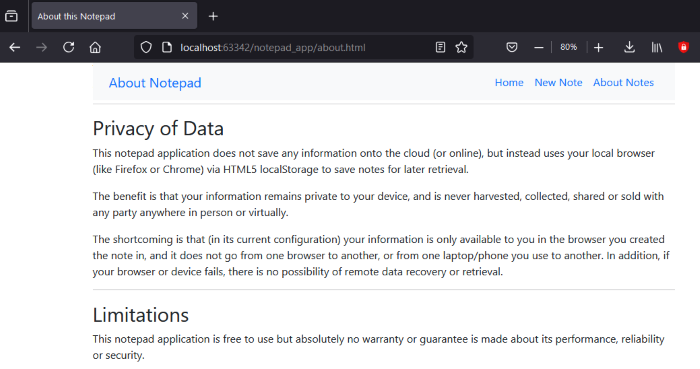 About this Notepad
localhost:63342/notepad_app/about.html
80%
About Notepad
Home New Note About Notes
Privacy of Data
This notepad application does not save any information onto the cloud (or online), but instead uses your local browser
(like Firefox or Chrome) via HTML5 localStorage to save notes for later retrieval.
The benefit is that your information remains private to your device, and is never harvested, collected, shared or sold with
any party anywhere in person or virtually.
The shortcoming is that (in its current configuration) your information is only available to you in the browser you created
the note in, and it does not go from one browser to another, or from one laptop/phone you use to another. In addition, if
your browser or device fails, there is no possibility of remote data recovery or retrieval.
Limitations
This notepad application is free to use but absolutely no warranty or guarantee is made about its performance, reliability
or security.